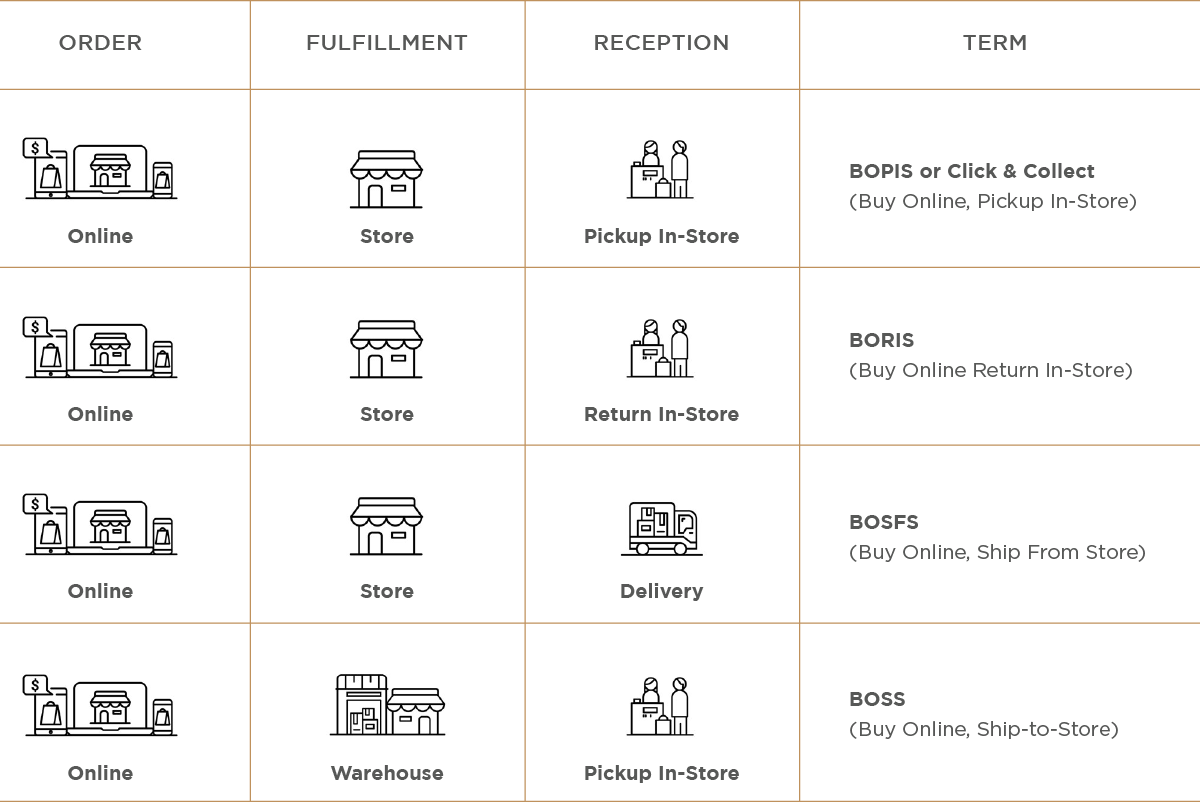 ORDER FULFILLMENT RECEPTION TERM
$
BOPIS or Click & Collect
(Buy Online, Pickup In-Store)
Online Store Pickup In-Store
$
BORIS
(Buy Online Return In-Store)
Online Store Return In-Store
$
BOSFS
(Buy Online, Ship From Store)
Online Store Delivery
$
BOSS
(Buy Online, Ship-to-Store)
Online Warehouse Pickup In-Store